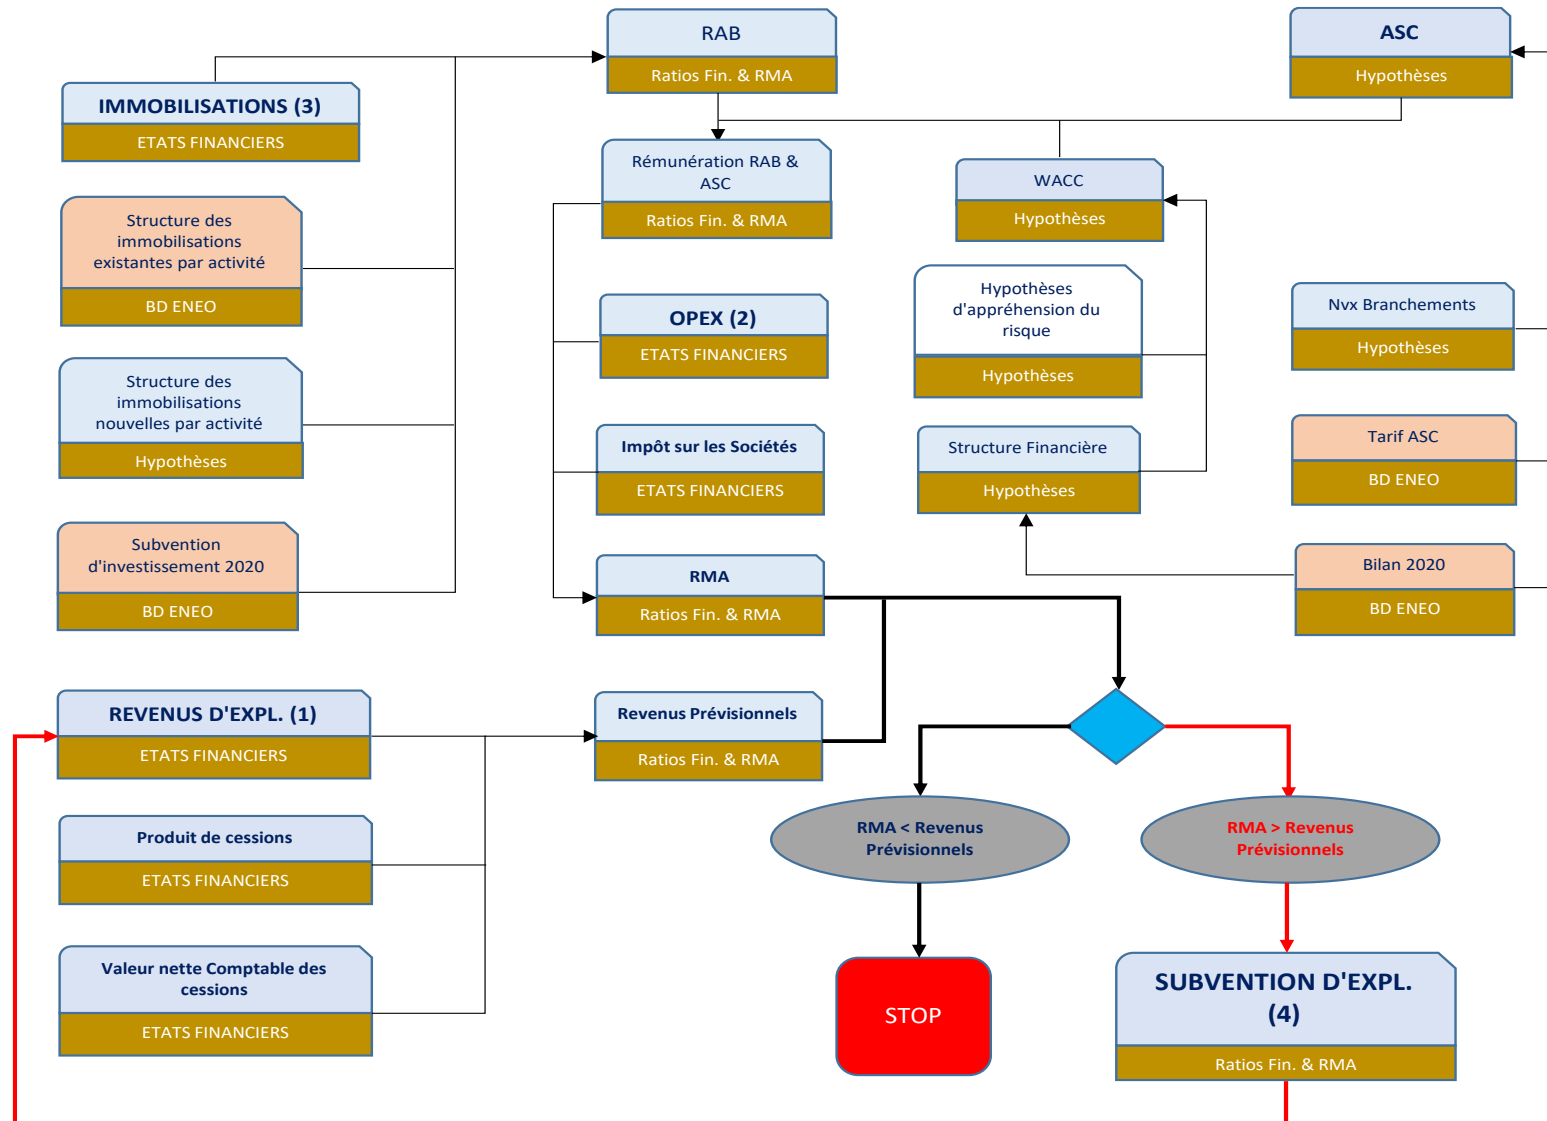 RAB
Ratios Fin. & RMA
ASC
Hypothèses
IMMOBILISATIONS (3)
ETATS FINANCIERS
Rémunération RAB &
ASC
Ratios Fin. & RMA
WACC
Hypothèses
Structure des
immobilisations
existantes par activité
BD ENEO
Hypothèses
d'appréhension du
risque
Hypothèses
OPEX (2)
ETATS FINANCIERS
Nvx Branchements
Hypothèses
Structure des
immobilisations
nouvelles par activité
Hypothèses
Impôt sur les Sociétés
ETATS FINANCIERS
Structure Financière
Hypothèses
Tarif ASC
BD ENEO
Subvention
d'investissement 2020
BD ENEO
RMA
Ratios Fin. & RMA
Bilan 2020
BD ENEO
REVENUS D'EXPL. (1)
ETATS FINANCIERS
Revenus Prévisionnels
Ratios Fin. & RMA
Produit de cessions
ETATS FINANCIERS
RMA < Revenus
Prévisionnels
RMA > Revenus
Prévisionnels
Valeur nette Comptable des
cessions
ETATS FINANCIERS
STOP
SUBVENTION D'EXPL.
(4)
Ratios Fin. & RMA